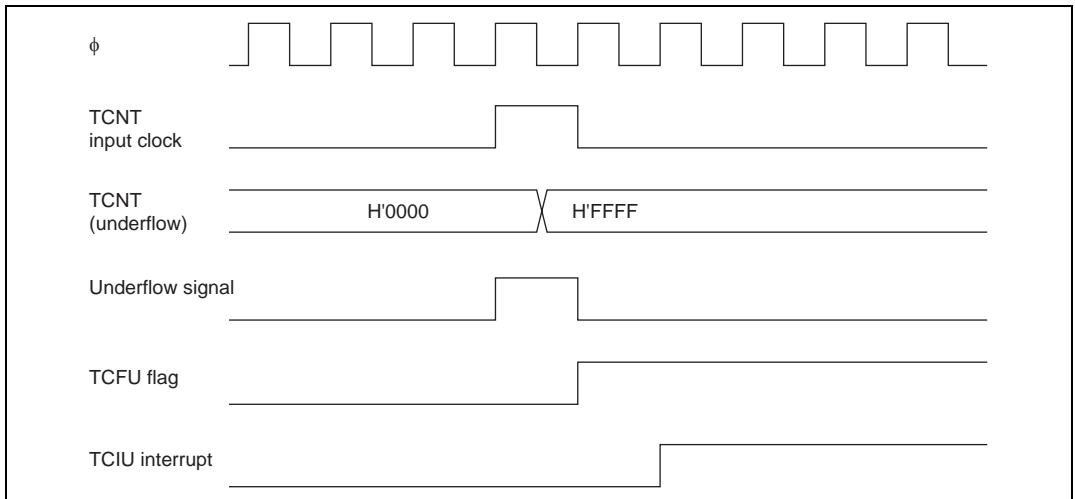 ϕ
TCNT
input clock
TCNT
(underflow)
H'0000
H'FFFF
Underflow signal
TCFU flag
TCIU interrupt